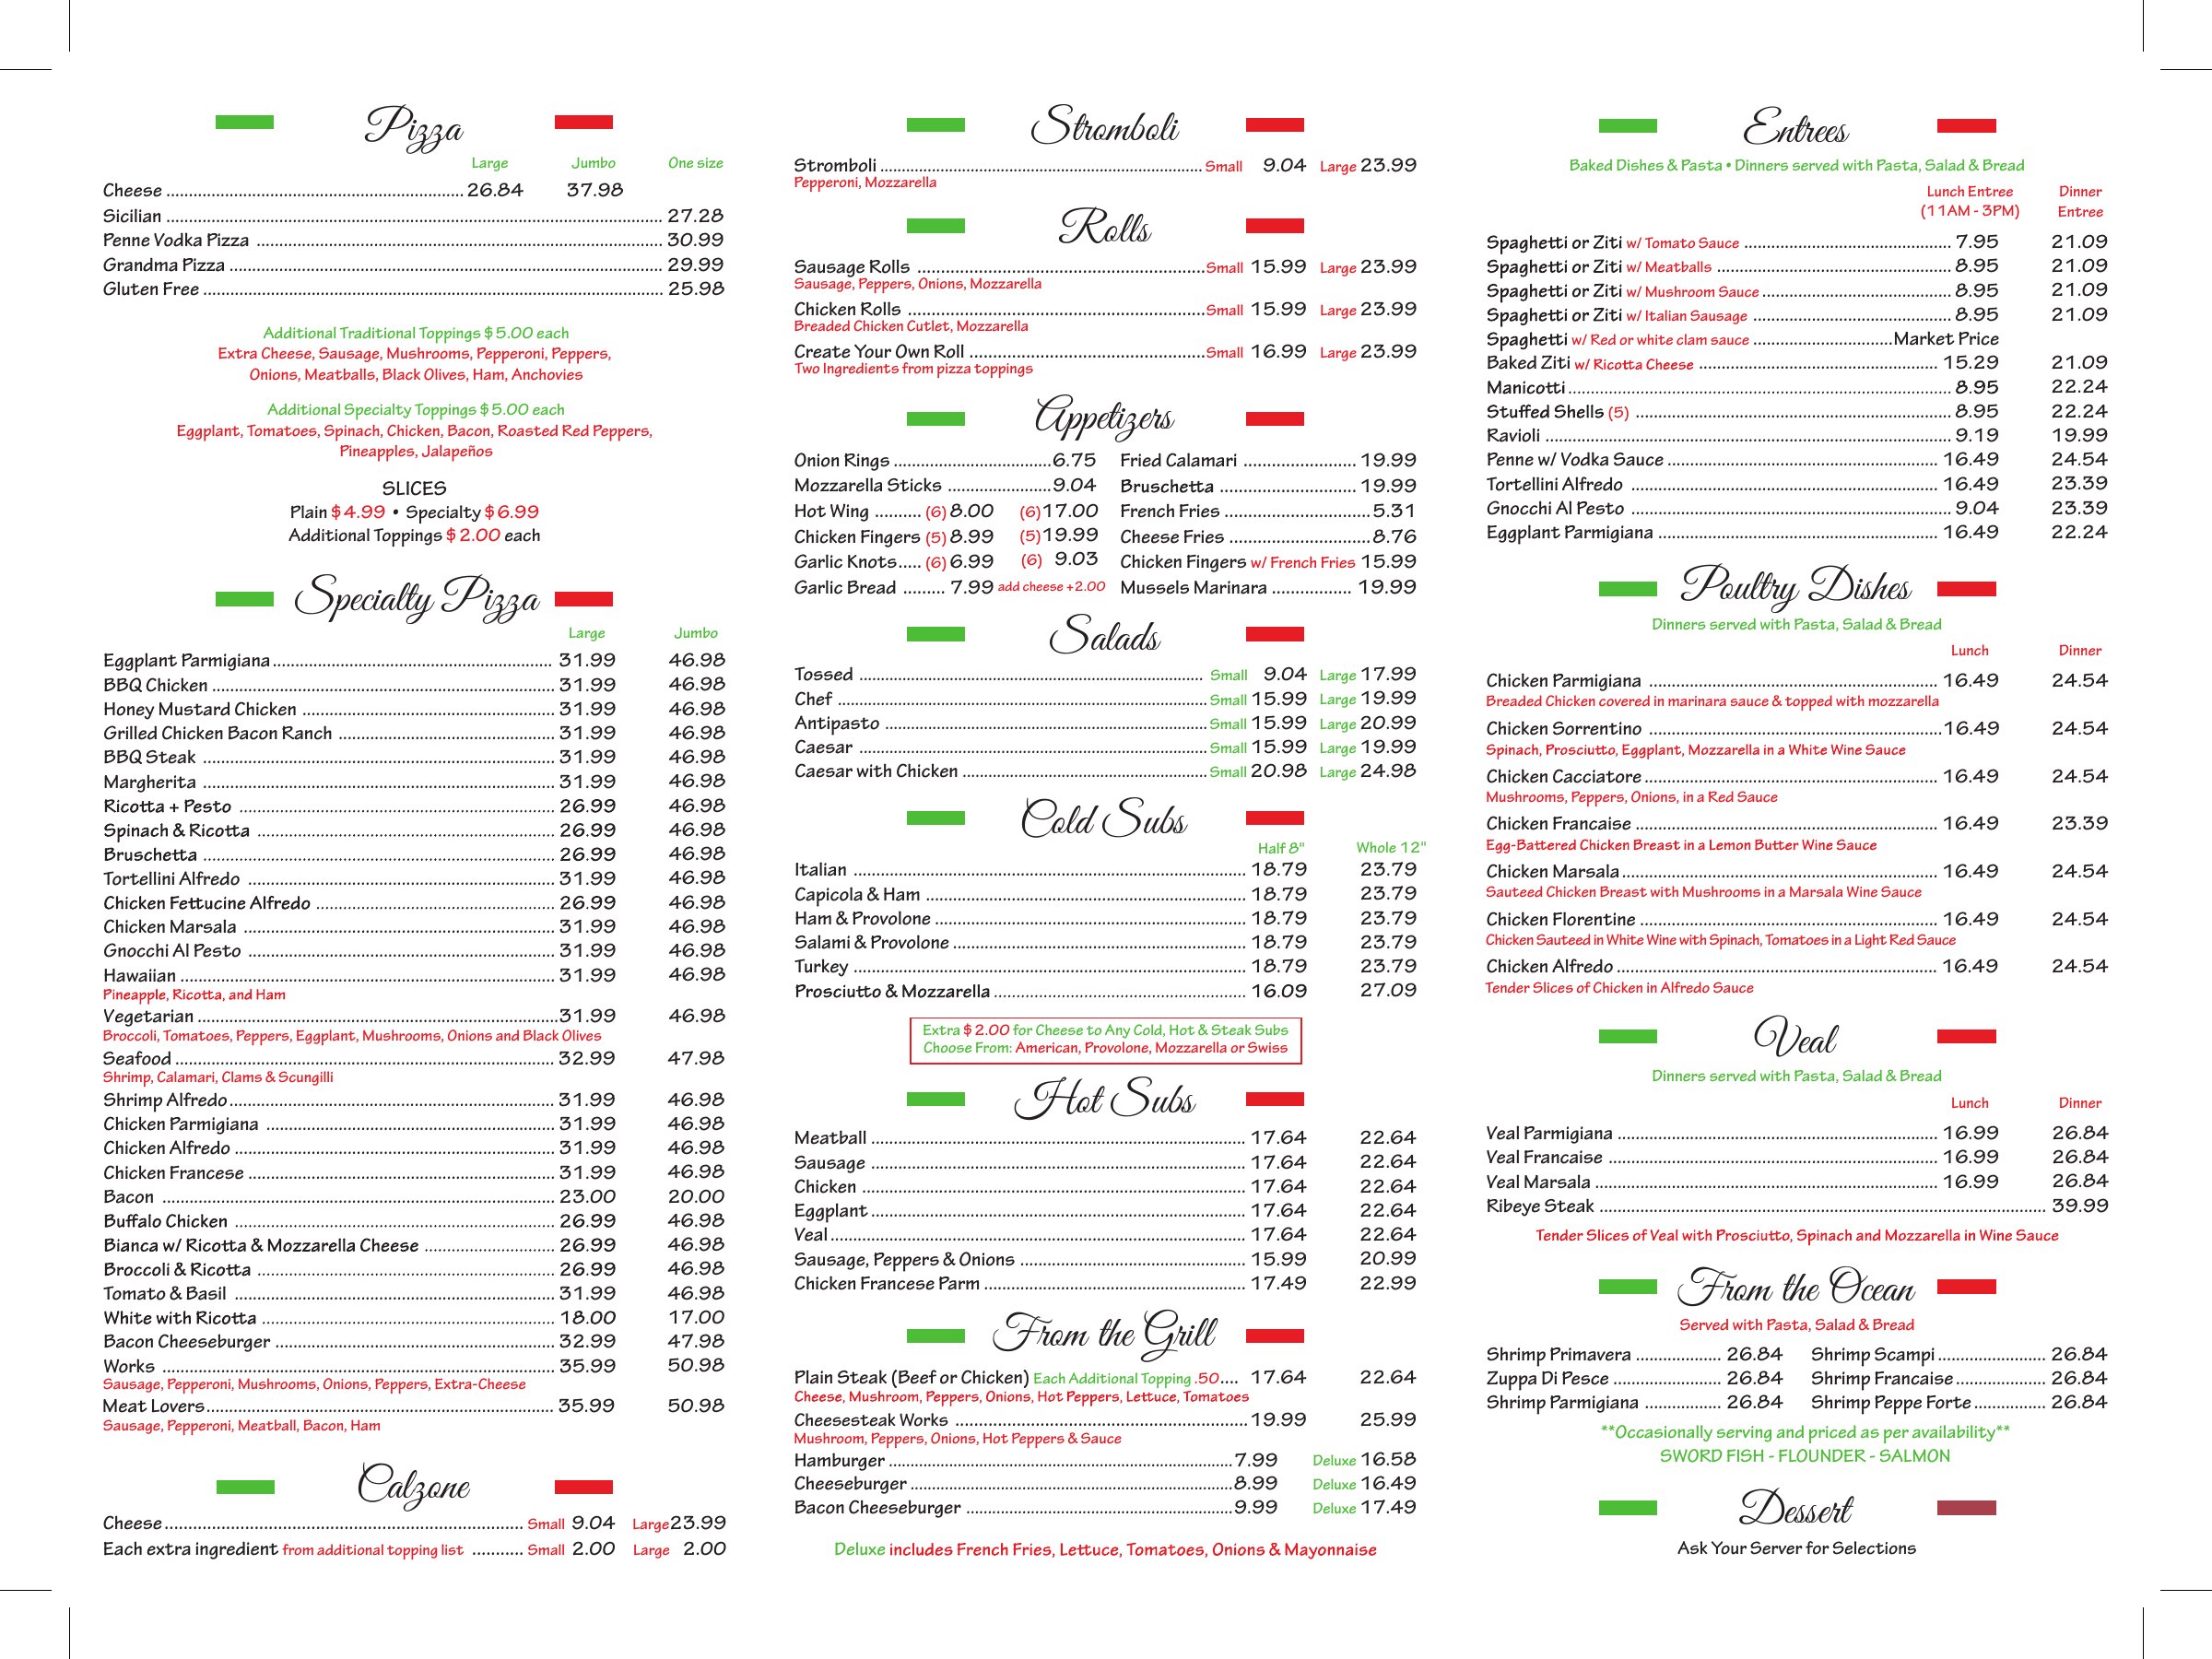 Pizza
Large Jumbo One size
Cheese 26.84 37.98
Sicilian 27.28
Penne Vodka Pizza 30.99
Grandma Pizza 29.99
Gluten Free 25.98
Additional Traditional Toppings $5.00 each
Extra Cheese, Sausage, Mushrooms, Pepperoni, Peppers,
Onions, Meatballs, Black Olives, Ham, Anchovies
Additional Specialty Toppings $5.00 each
Eggplant, Tomatoes, Spinach, Chicken, Bacon, Roasted Red Peppers,
Pineapples, Jalapeños
SLICES
Plain $4.99 • Specialty $6.99
Additional Toppings $2.00 each
Specialty Pizza
Large Jumbo
Eggplant Parmigiana 31.99 46.98
BBQ Chicken 31.99 46.98
Honey Mustard Chicken 31.99 46.98
Grilled Chicken Bacon Ranch 31.99 46.98
BBQ Steak 31.99 46.98
Margherita 31.99 46.98
Ricotta + Pesto 26.99 46.98
Spinach & Ricotta 26.99 46.98
Bruschetta 26.99 46.98
Tortellini Alfredo 31.99 46.98
Chicken Fettucine Alfredo 26.99 46.98
Chicken Marsala 31.99 46.98
Gnocchi Al Pesto 31.99 46.98
Hawaiian 31.99 46.98
Pineapple, Ricotta, and Ham
Vegetarian 31.99 46.98
Broccoli, Tomatoes, Peppers, Eggplant, Mushrooms, Onions and Black Olives
Seafood 32.99 47.98
Shrimp, Calamari, Clams & Scungilli
Shrimp Alfredo 31.99 46.98
Chicken Parmigiana 31.99 46.98
Chicken Alfredo 31.99 46.98
Chicken Francese 31.99 46.98
Bacon 23.00 20.00
Buffalo Chicken 26.99 46.98
Bianca w/ Ricotta & Mozzarella Cheese 26.99 46.98
Broccoli & Ricotta 26.99 46.98
Tomato & Basil 31.99 46.98
White with Ricotta 18.00 17.00
Bacon Cheeseburger 32.99 47.98
Works 35.99 50.98
Sausage, Pepperoni, Mushrooms, Onions, Peppers, Extra-Cheese
Meat Lovers 35.99 50.98
Sausage, Pepperoni, Meatball, Bacon, Ham
Calzone
Cheese Small 9.04 Large 23.99
Each extra ingredient from additional topping list Small 2.00 Large 2.00
Stromboli
Stromboli Small 9.04 Large 23.99
Pepperoni, Mozzarella
Rolls
Sausage Rolls Small 15.99 Large 23.99
Sausage, Peppers, Onions, Mozzarella
Chicken Rolls Small 15.99 Large 23.99
Breaded Chicken Cutlet, Mozzarella
Create Your Own Roll Small 16.99 Large 23.99
Two Ingredients from pizza toppings
Appetizers
Onion Rings 6.75 Fried Calamari 19.99
Mozzarella Sticks 9.04 Bruschetta 19.99
Hot Wing (6) 8.00 (6) 17.00 French Fries 5.31
Chicken Fingers (5) 8.99 (5) 19.99 Cheese Fries 8.76
Garlic Knots (6) 6.99 (6) 9.03 Chicken Fingers w/ French Fries 15.99
Garlic Bread 7.99 add cheese +2.00 Mussels Marinara 19.99
Salads
Tossed Small 9.04 Large 17.99
Chef Small 15.99 Large 19.99
Antipasto Small 15.99 Large 20.99
Caesar Small 15.99 Large 19.99
Caesar with Chicken Small 20.98 Large 24.98
Cold Subs
Half 8" Whole 12"
Italian 18.79 23.79
Capicola & Ham 18.79 23.79
Ham & Provolone 18.79 23.79
Salami & Provolone 18.79 23.79
Turkey 18.79 23.79
Prosciutto & Mozzarella 16.09 27.09
Extra $2.00 for Cheese to Any Cold, Hot & Steak Subs
Choose From: American, Provolone, Mozzarella or Swiss
Hot Subs
Meatball 17.64 22.64
Sausage 17.64 22.64
Chicken 17.64 22.64
Eggplant 17.64 22.64
Veal 17.64 22.64
Sausage, Peppers & Onions 15.99 20.99
Chicken Francese Parm 17.49 22.99
From the Grill
Plain Steak (Beef or Chicken) Each Additional Topping .50 17.64 22.64
Cheese, Mushroom, Peppers, Onions, Hot Peppers, Lettuce, Tomatoes
Cheesesteak Works 19.99 25.99
Mushroom, Peppers, Onions, Hot Peppers & Sauce
Hamburger 7.99 Deluxe 16.58
Cheeseburger 8.99 Deluxe 16.49
Bacon Cheeseburger 9.99 Deluxe 17.49
Deluxe includes French Fries, Lettuce, Tomatoes, Onions & Mayonnaise
Entrees
Baked Dishes & Pasta • Dinners served with Pasta, Salad & Bread
Lunch Entree Dinner
(11AM - 3PM) Entree
Spaghetti or Ziti w/ Tomato Sauce 7.95 21.09
Spaghetti or Ziti w/ Meatballs 8.95 21.09
Spaghetti or Ziti w/ Mushroom Sauce 8.95 21.09
Spaghetti or Ziti w/ Italian Sausage 8.95 21.09
Spaghetti w/ Red or white clam sauce Market Price
Baked Ziti w/ Ricotta Cheese 15.29 21.09
Manicotti 8.95 22.24
Stuffed Shells (5) 8.95 22.24
Ravioli 9.19 19.99
Penne w/ Vodka Sauce 16.49 24.54
Tortellini Alfredo 16.49 23.39
Gnocchi Al Pesto 9.04 23.39
Eggplant Parmigiana 16.49 22.24
Poultry Dishes
Dinners served with Pasta, Salad & Bread
Lunch Dinner
Chicken Parmigiana 16.49 24.54
Breaded Chicken covered in marinara sauce & topped with mozzarella
Chicken Sorrentino 16.49 24.54
Spinach, Prosciutto, Eggplant, Mozzarella in a White Wine Sauce
Chicken Cacciatore 16.49 24.54
Mushrooms, Peppers, Onions, in a Red Sauce
Chicken Francaise 16.49 23.39
Egg-Battered Chicken Breast in a Lemon Butter Wine Sauce
Chicken Marsala 16.49 24.54
Sauteed Chicken Breast with Mushrooms in a Marsala Wine Sauce
Chicken Florentine 16.49 24.54
Chicken Sauteed in White Wine with Spinach, Tomatoes in a Light Red Sauce
Chicken Alfredo 16.49 24.54
Tender Slices of Chicken in Alfredo Sauce
Veal
Dinners served with Pasta, Salad & Bread
Lunch Dinner
Veal Parmigiana 16.99 26.84
Veal Francaise 16.99 26.84
Veal Marsala 16.99 26.84
Ribeye Steak 39.99
Tender Slices of Veal with Prosciutto, Spinach and Mozzarella in Wine Sauce
From the Ocean
Served with Pasta, Salad & Bread
Shrimp Primavera 26.84 Shrimp Scampi 26.84
Zuppa Di Pesce 26.84 Shrimp Francaise 26.84
Shrimp Parmigiana 26.84 Shrimp Peppe Forte 26.84
**Occasionally serving and priced as per availability**
SWORD FISH - FLOUNDER - SALMON
Dessert
Ask Your Server for Selections